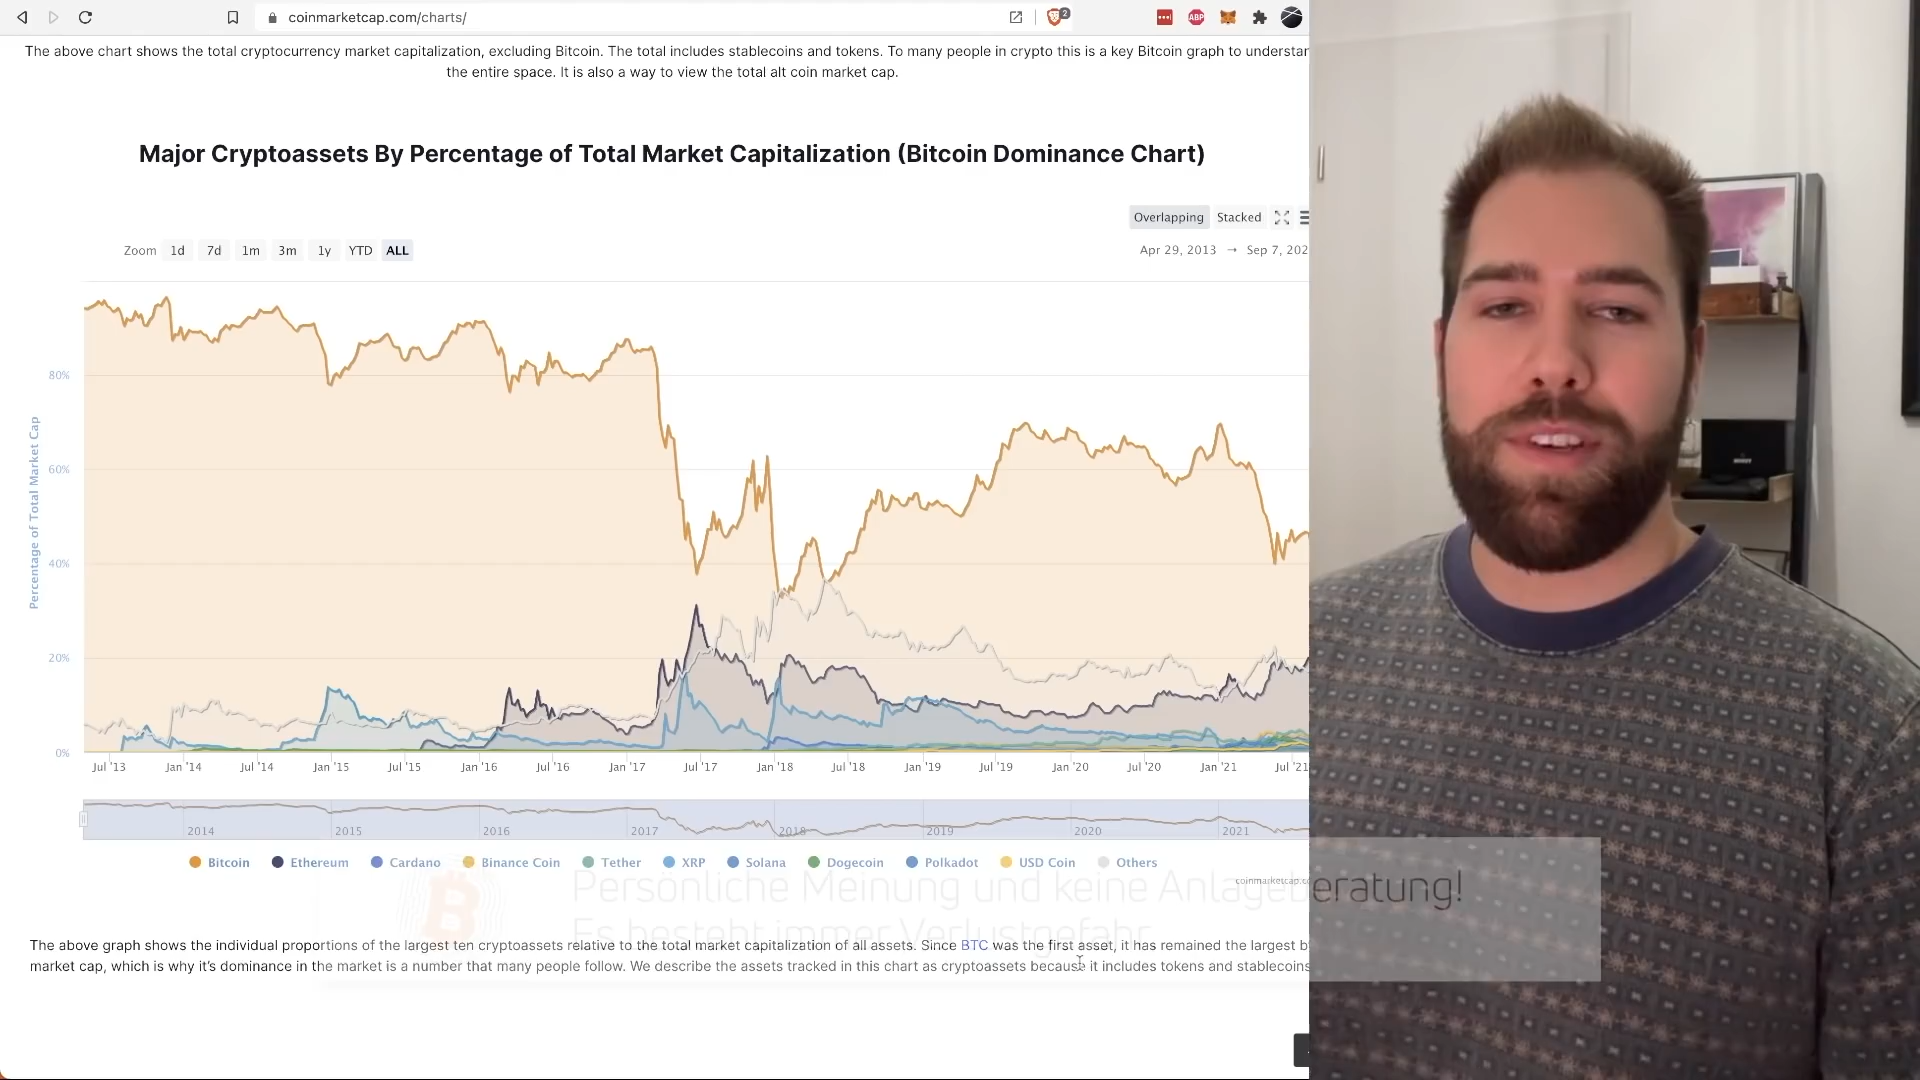 coinmarketcap.com/charts/
2
ABP
The above chart shows the total cryptocurrency market capitalization, excluding Bitcoin. The total includes stablecoins and tokens. To many people in crypto this is a key Bitcoin graph to
the entire space. It is also a way to view the total alt coin market cap.
Major Cryptoassets By Percentage of Total Market Capitalization (Bitcoin Dominance Chart)
Overlapping Stacked
Zoom 1d 7d 1m 3m 1y YTD ALL
Apr 29, 2013 → Sep 7, 202
Percentage of Total Market Cap
80%
60%
40%
20%
0%
Jul '13 Jan '14 Jul '14 Jan '15 Jul '15 Jan '16 Jul '16 Jan '17 Jul '17 Jan '18 Jul '18 Jan '19 Jul '19 Jan '20 Jul '20 Jan '21 Jul '21
2014 2015 2016 2017 2018 2019 2020 2021
Bitcoin Ethereum Cardano Binance Coin Tether XRP Solana Dogecoin Polkadot USD Coin Others
Persönliche Meinung und keine Anlageberatung!
Es besteht immer Verlustgefahr
The above graph shows the individual proportions of the largest ten cryptoassets relative to the total market capitalization of all assets. Since BTC was the first asset, it has remained the largest b
market cap, which is why it's dominance in the market is a number that many people follow. We describe the assets tracked in this chart as cryptoassets because it includes tokens and stablecoins